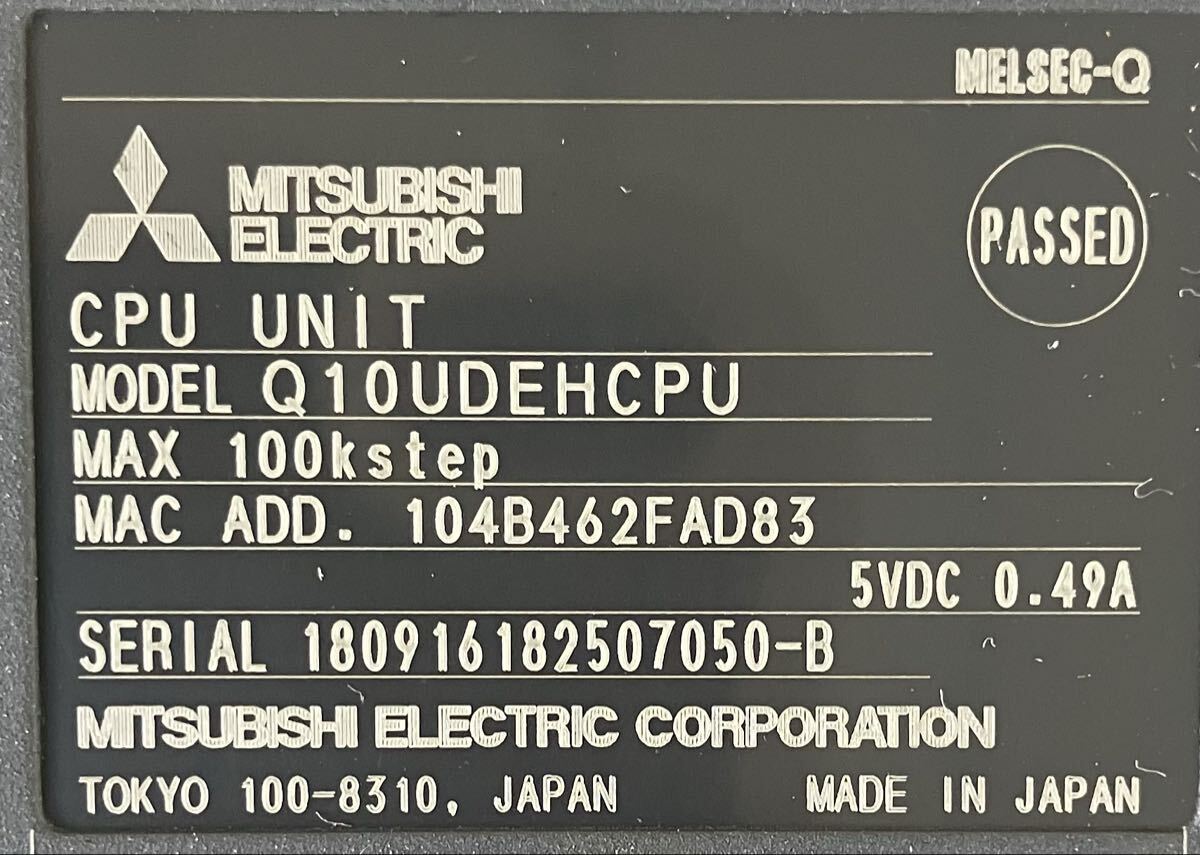 MELSEC-Q
MITSUBISHI
ELECTRIC
PASSED
CPU UNIT
MODEL Q10UDEHCPU
MAX 100kstep
MAC ADD. 104B462FAD83
5VDC 0.49A
SERIAL 180916182507050-B
MITSUBISHI ELECTRIC CORPORATION
TOKYO 100-8310, JAPAN MADE IN JAPAN